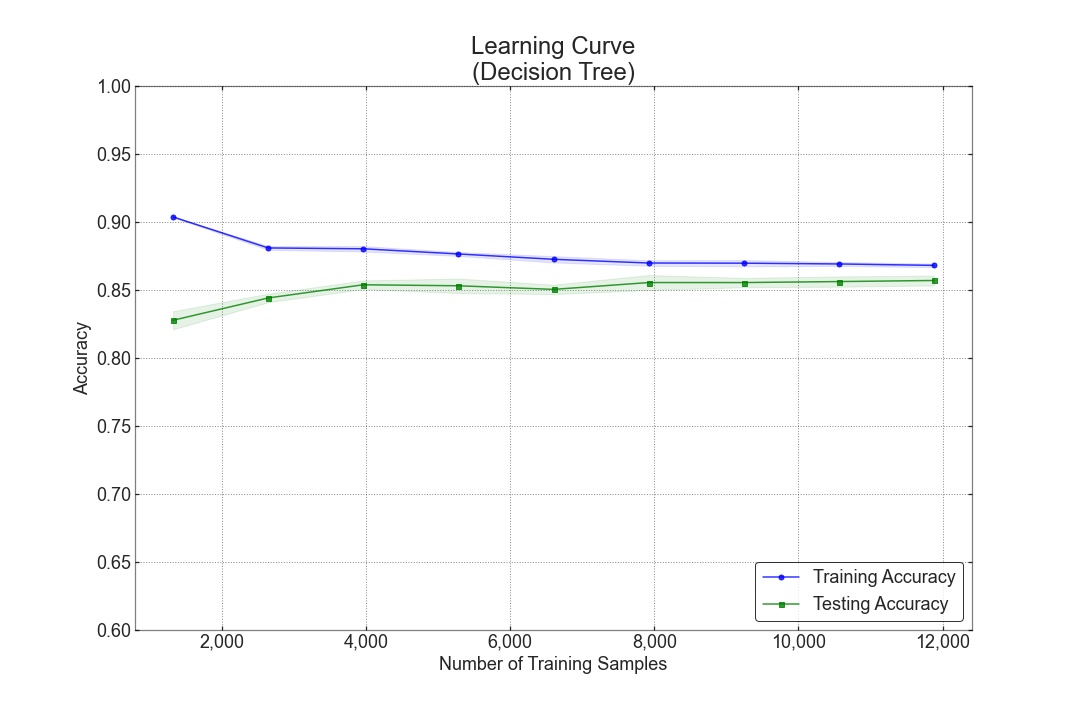 Learning Curve
(Decision Tree)
1.00
0.95
0.90
0.85
0.80
0.75
0.70
0.65
0.60
Accuracy
Training Accuracy
Testing Accuracy
2,000
4,000
6,000
8,000
10,000
12,000
Number of Training Samples